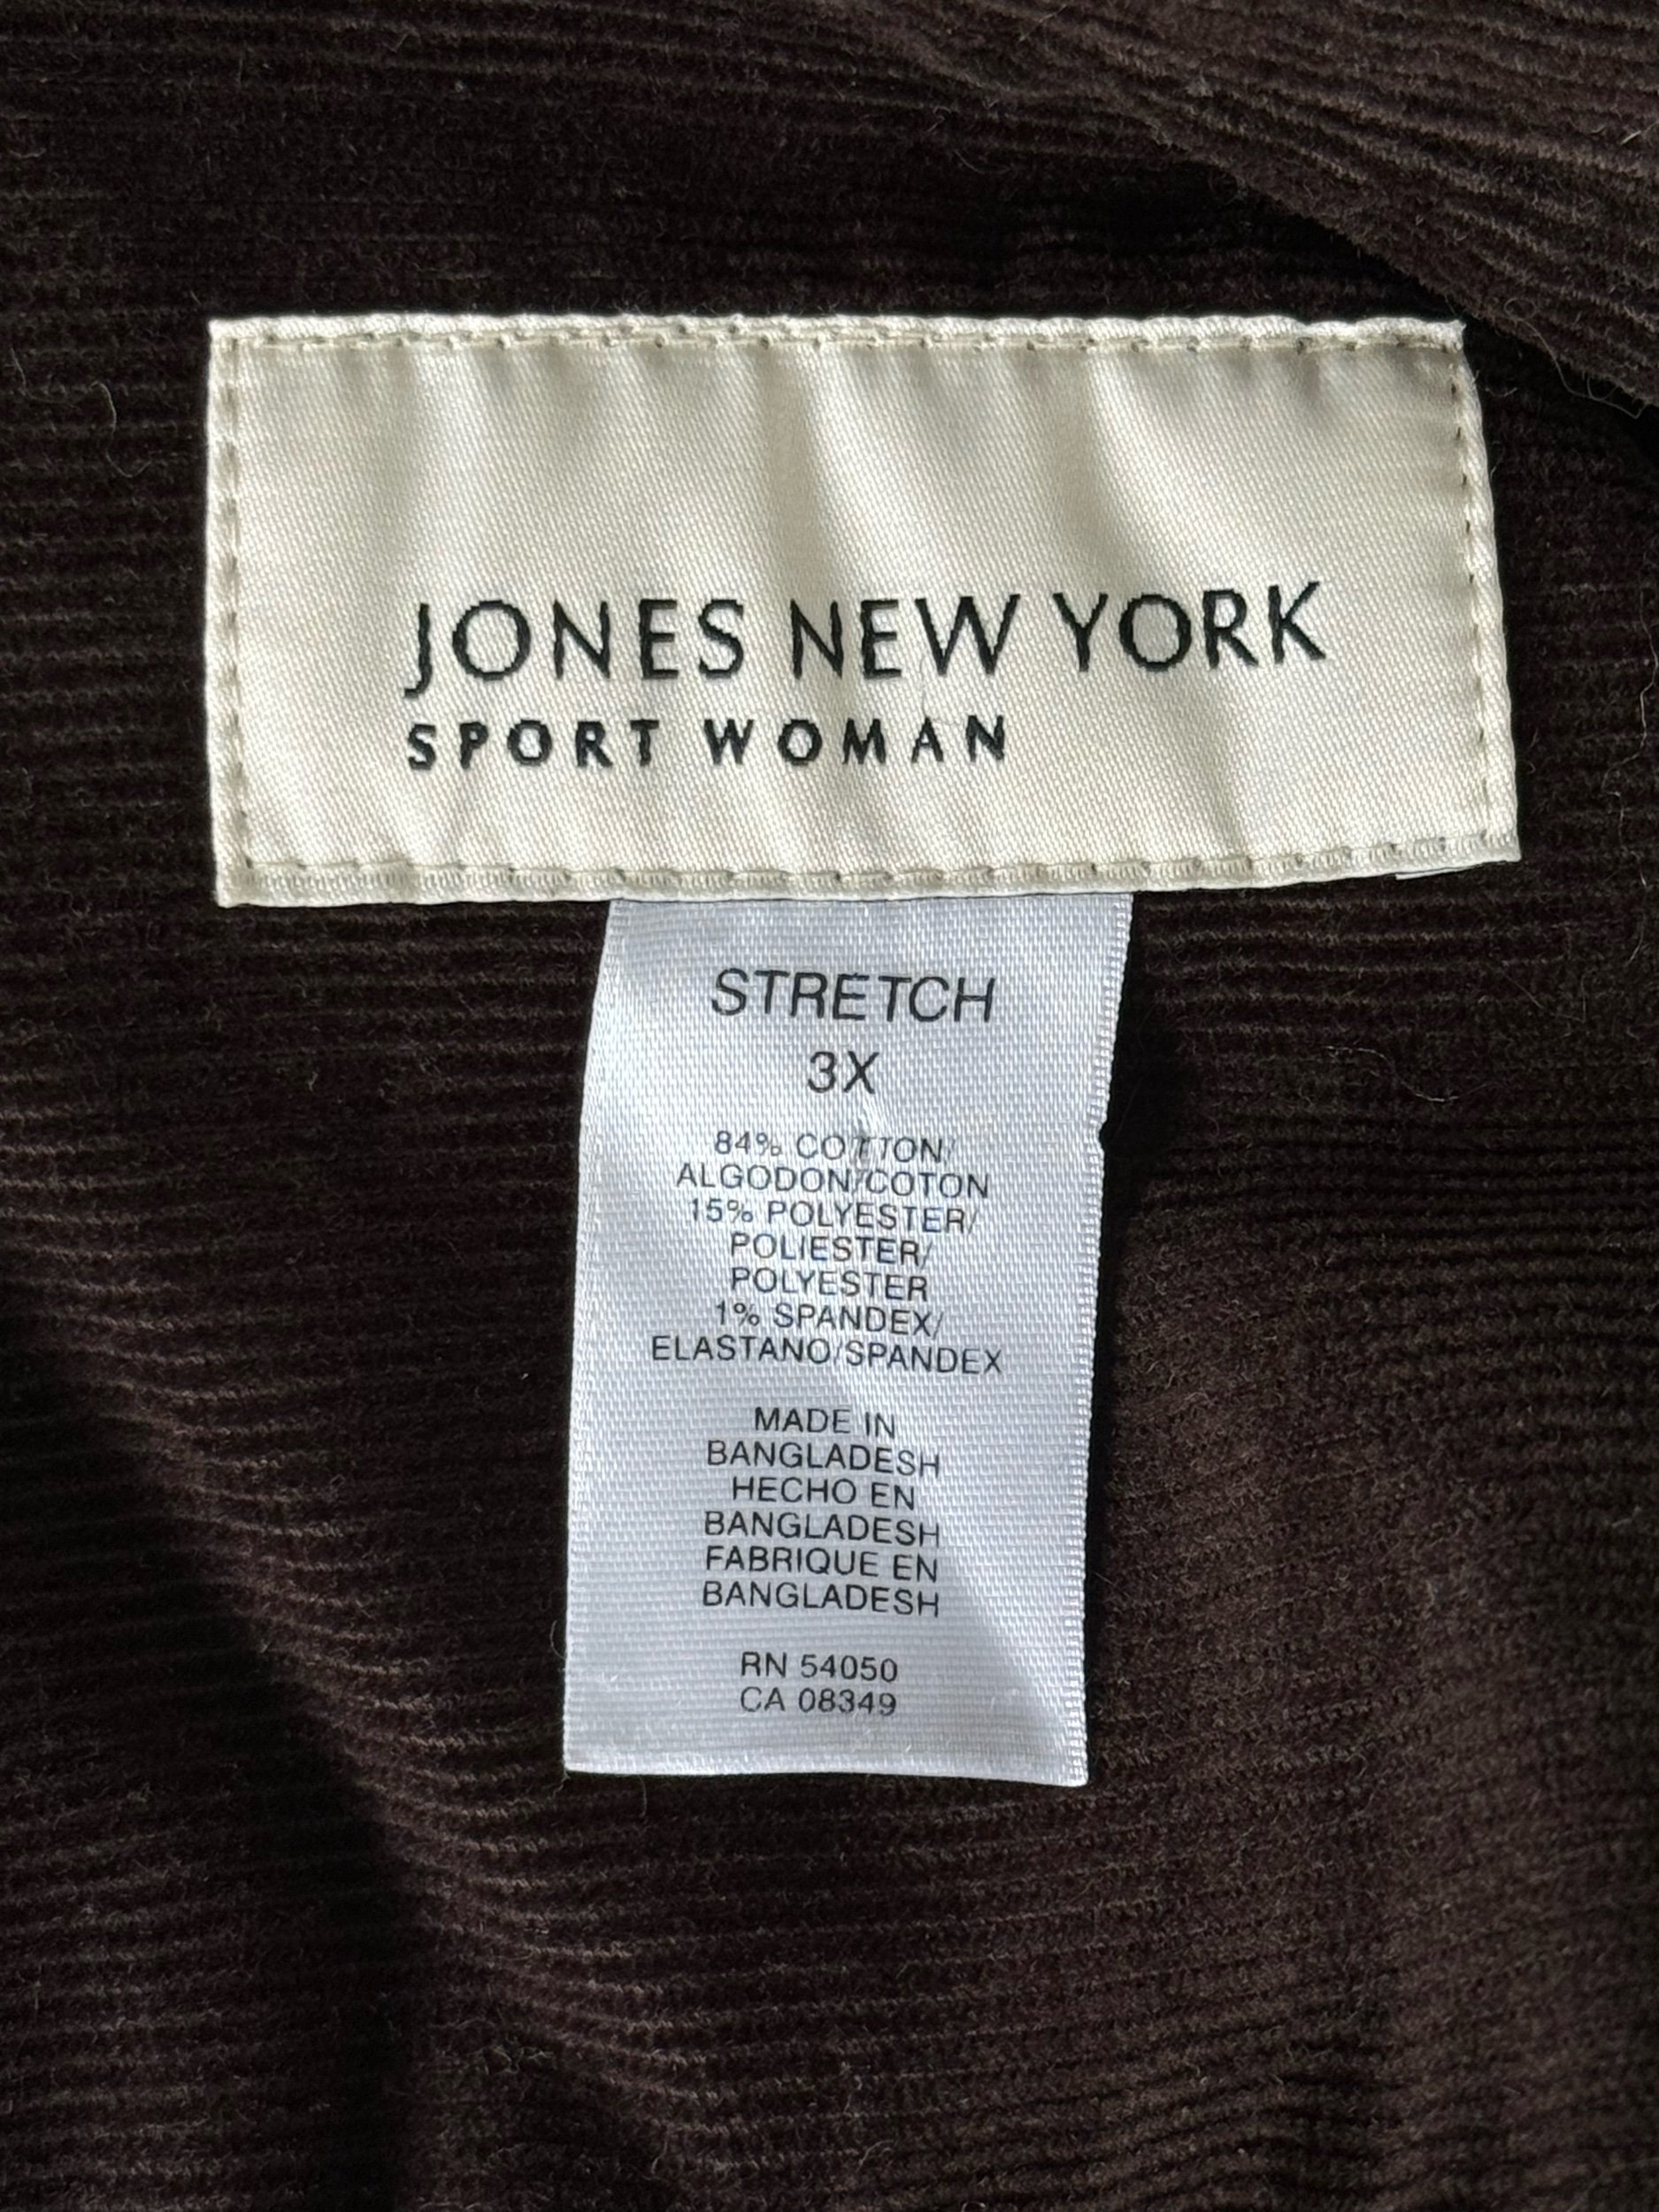 JONES NEW YORK
SPORT WOMAN
STRETCH
3X
84% COTTON/
ALGODON/COTON
15% POLYESTER/
POLIESTER/
POLYESTER
1% SPANDEX/
ELASTANO/SPANDEX
MADE IN
BANGLADESH
HECHO EN
BANGLADESH
FABRIQUE EN
BANGLADESH
RN 54050
CA 08349